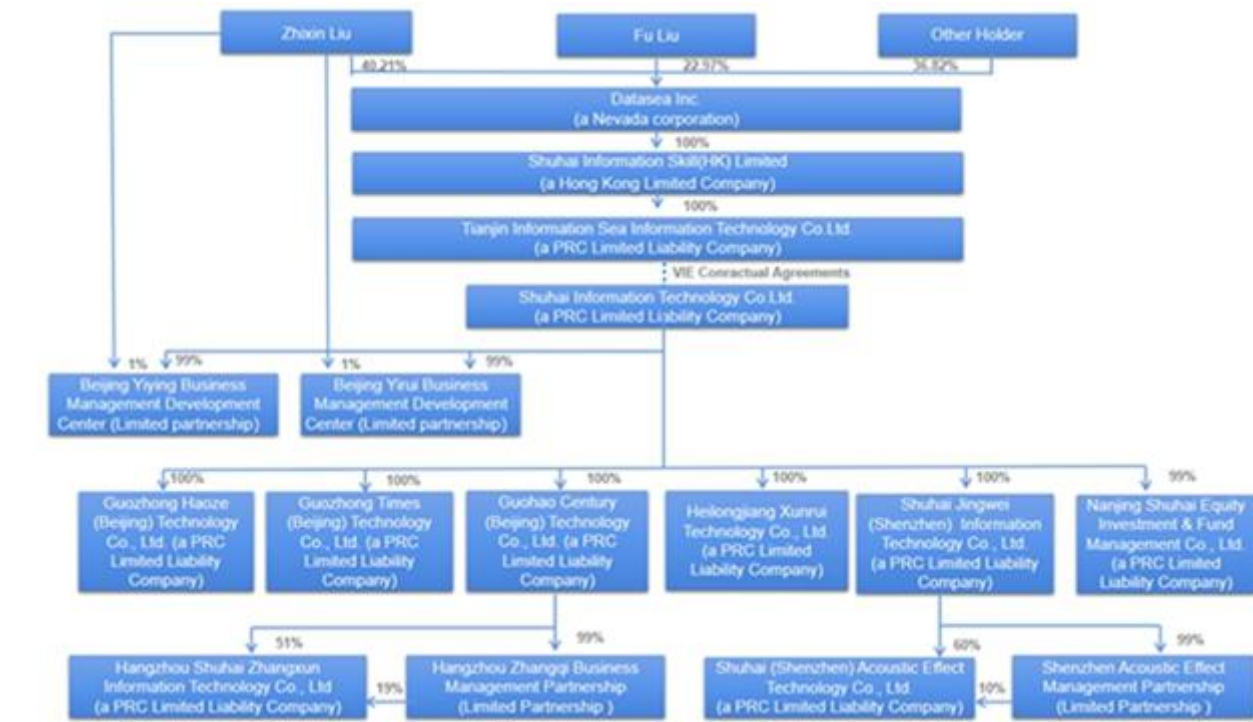 Zhixin Liu
Fu Liu
Other Holder
40.21%
22.97%
36.82%
Datasea Inc.
(a Nevada corporation)
100%
Shuhai Information Skill(HK) Limited
(a Hong Kong Limited Company)
100%
Tianjin Information Sea Information Technology Co.Ltd.
(a PRC Limited Liability Company)
VIE Conractual Agreements
Shuhai Information Technology Co.Ltd.
(a PRC Limited Liability Company)
1%
99%
1%
99%
Beijing Yiying Business
Management Development
Center (Limited partnership)
Beijing Yirui Business
Management Development
Center (Limited partnership)
100%
100%
100%
100%
100%
99%
Guozhong Haoze
(Beijing) Technology
Co., Ltd. (a PRC
Limited Liability
Company)
Guozhong Times
(Beijing) Technology
Co., Ltd. (a PRC
Limited Liability
Company)
Guohao Century
(Beijing) Technology
Co., Ltd. (a PRC
Limited Liability
Company)
Heilongjiang Xunrui
Technology Co., Ltd.
(a PRC Limited
Liability Company)
Shuhai Jingwei
(Shenzhen) Information
Technology Co., Ltd.
(a PRC Limited Liability
Company)
Nanjing Shuhai Equity
Investment & Fund
Management Co., Ltd.
(a PRC Limited
Liability Company)
51%
99%
60%
99%
Hangzhou Shuhai Zhangxun
Information Technology Co., Ltd
(a PRC Limited Liability Company)
19%
Hangzhou Zhangqi Business
Management Partnership
(Limited Partnership )
Shuhai (Shenzhen) Acoustic Effect
Technology Co., Ltd.
(a PRC Limited Liability Company)
10%
Shenzhen Acoustic Effect
Management Partnership
(Limited Partnership )